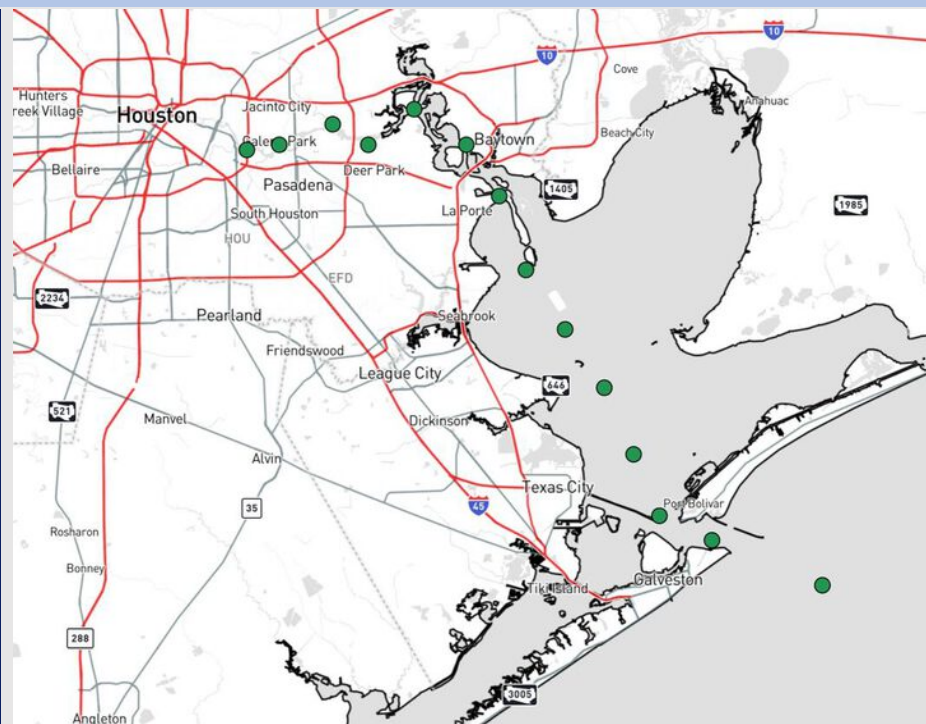 10
Cove
Hunters
reek Village
10
Jacinto City
Anahuac
Houston
Beach City
Baytown
Bellaire
Deer Park
Pasadena
1405
La Porte
1985
South Houston
HOU
EFD
2234
Pearland
Seabrook
Friendswood
League City
646
521
Manvel
Dickinson
Alvin
Texas City
35
45
Port Bolivar
Rosharon
Bonney
Galveston
Tiki Island
288
3005
Angleton